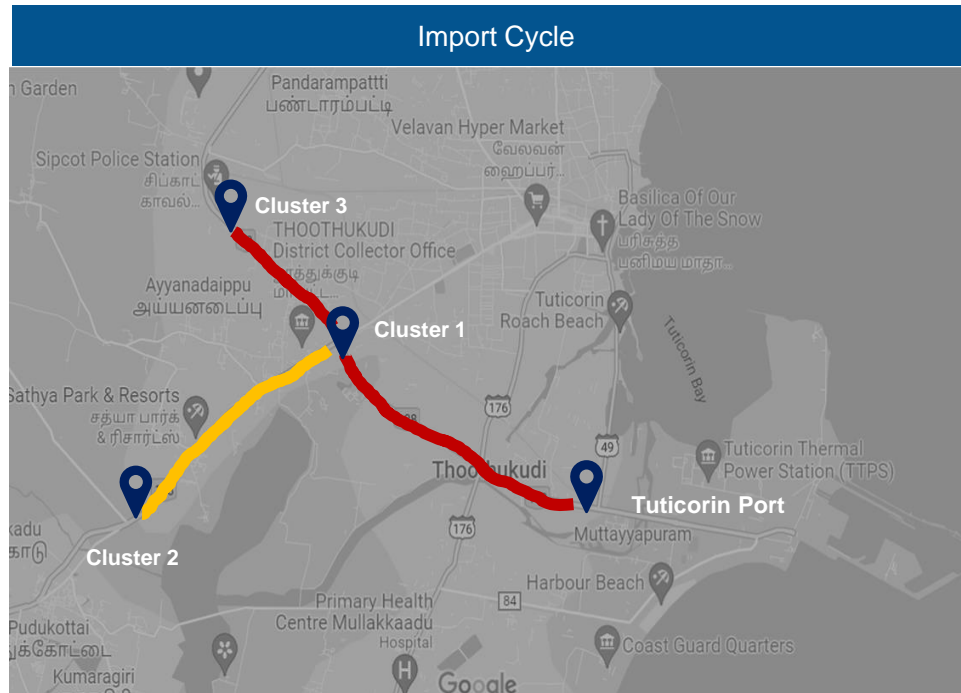 Import Cycle
Garden
Pandarampattti
பண்டாரம்பட்டி
Velavan Hyper Market
வேலவன்
ஹைப்பர்...
Sipcot Police Station
சிப்காட்
காவல்...
Basilica Of Our
Lady Of The Snow
பரிசுத்த
பனிமய மாதா...
Cluster 3
THOOTHUKUDI
District Collector Office
Ayyanadaippu
அய்யனடைப்பு
Tuticorin
Roach Beach
Tuticorin Bay
Cluster 1
Sathya Park & Resorts
சத்யா பார்க்
& ரிசார்ட்ஸ்
176
49
Thoothukudi
Tuticorin Thermal
Power Station (TTPS)
Tuticorin Port
176
Muttayyapuram
Cluster 2
Harbour Beach
84
Primary Health
Centre Mullakkaadu
Hospital
Coast Guard Quarters
Pudukottai
Kumaragiri
Google